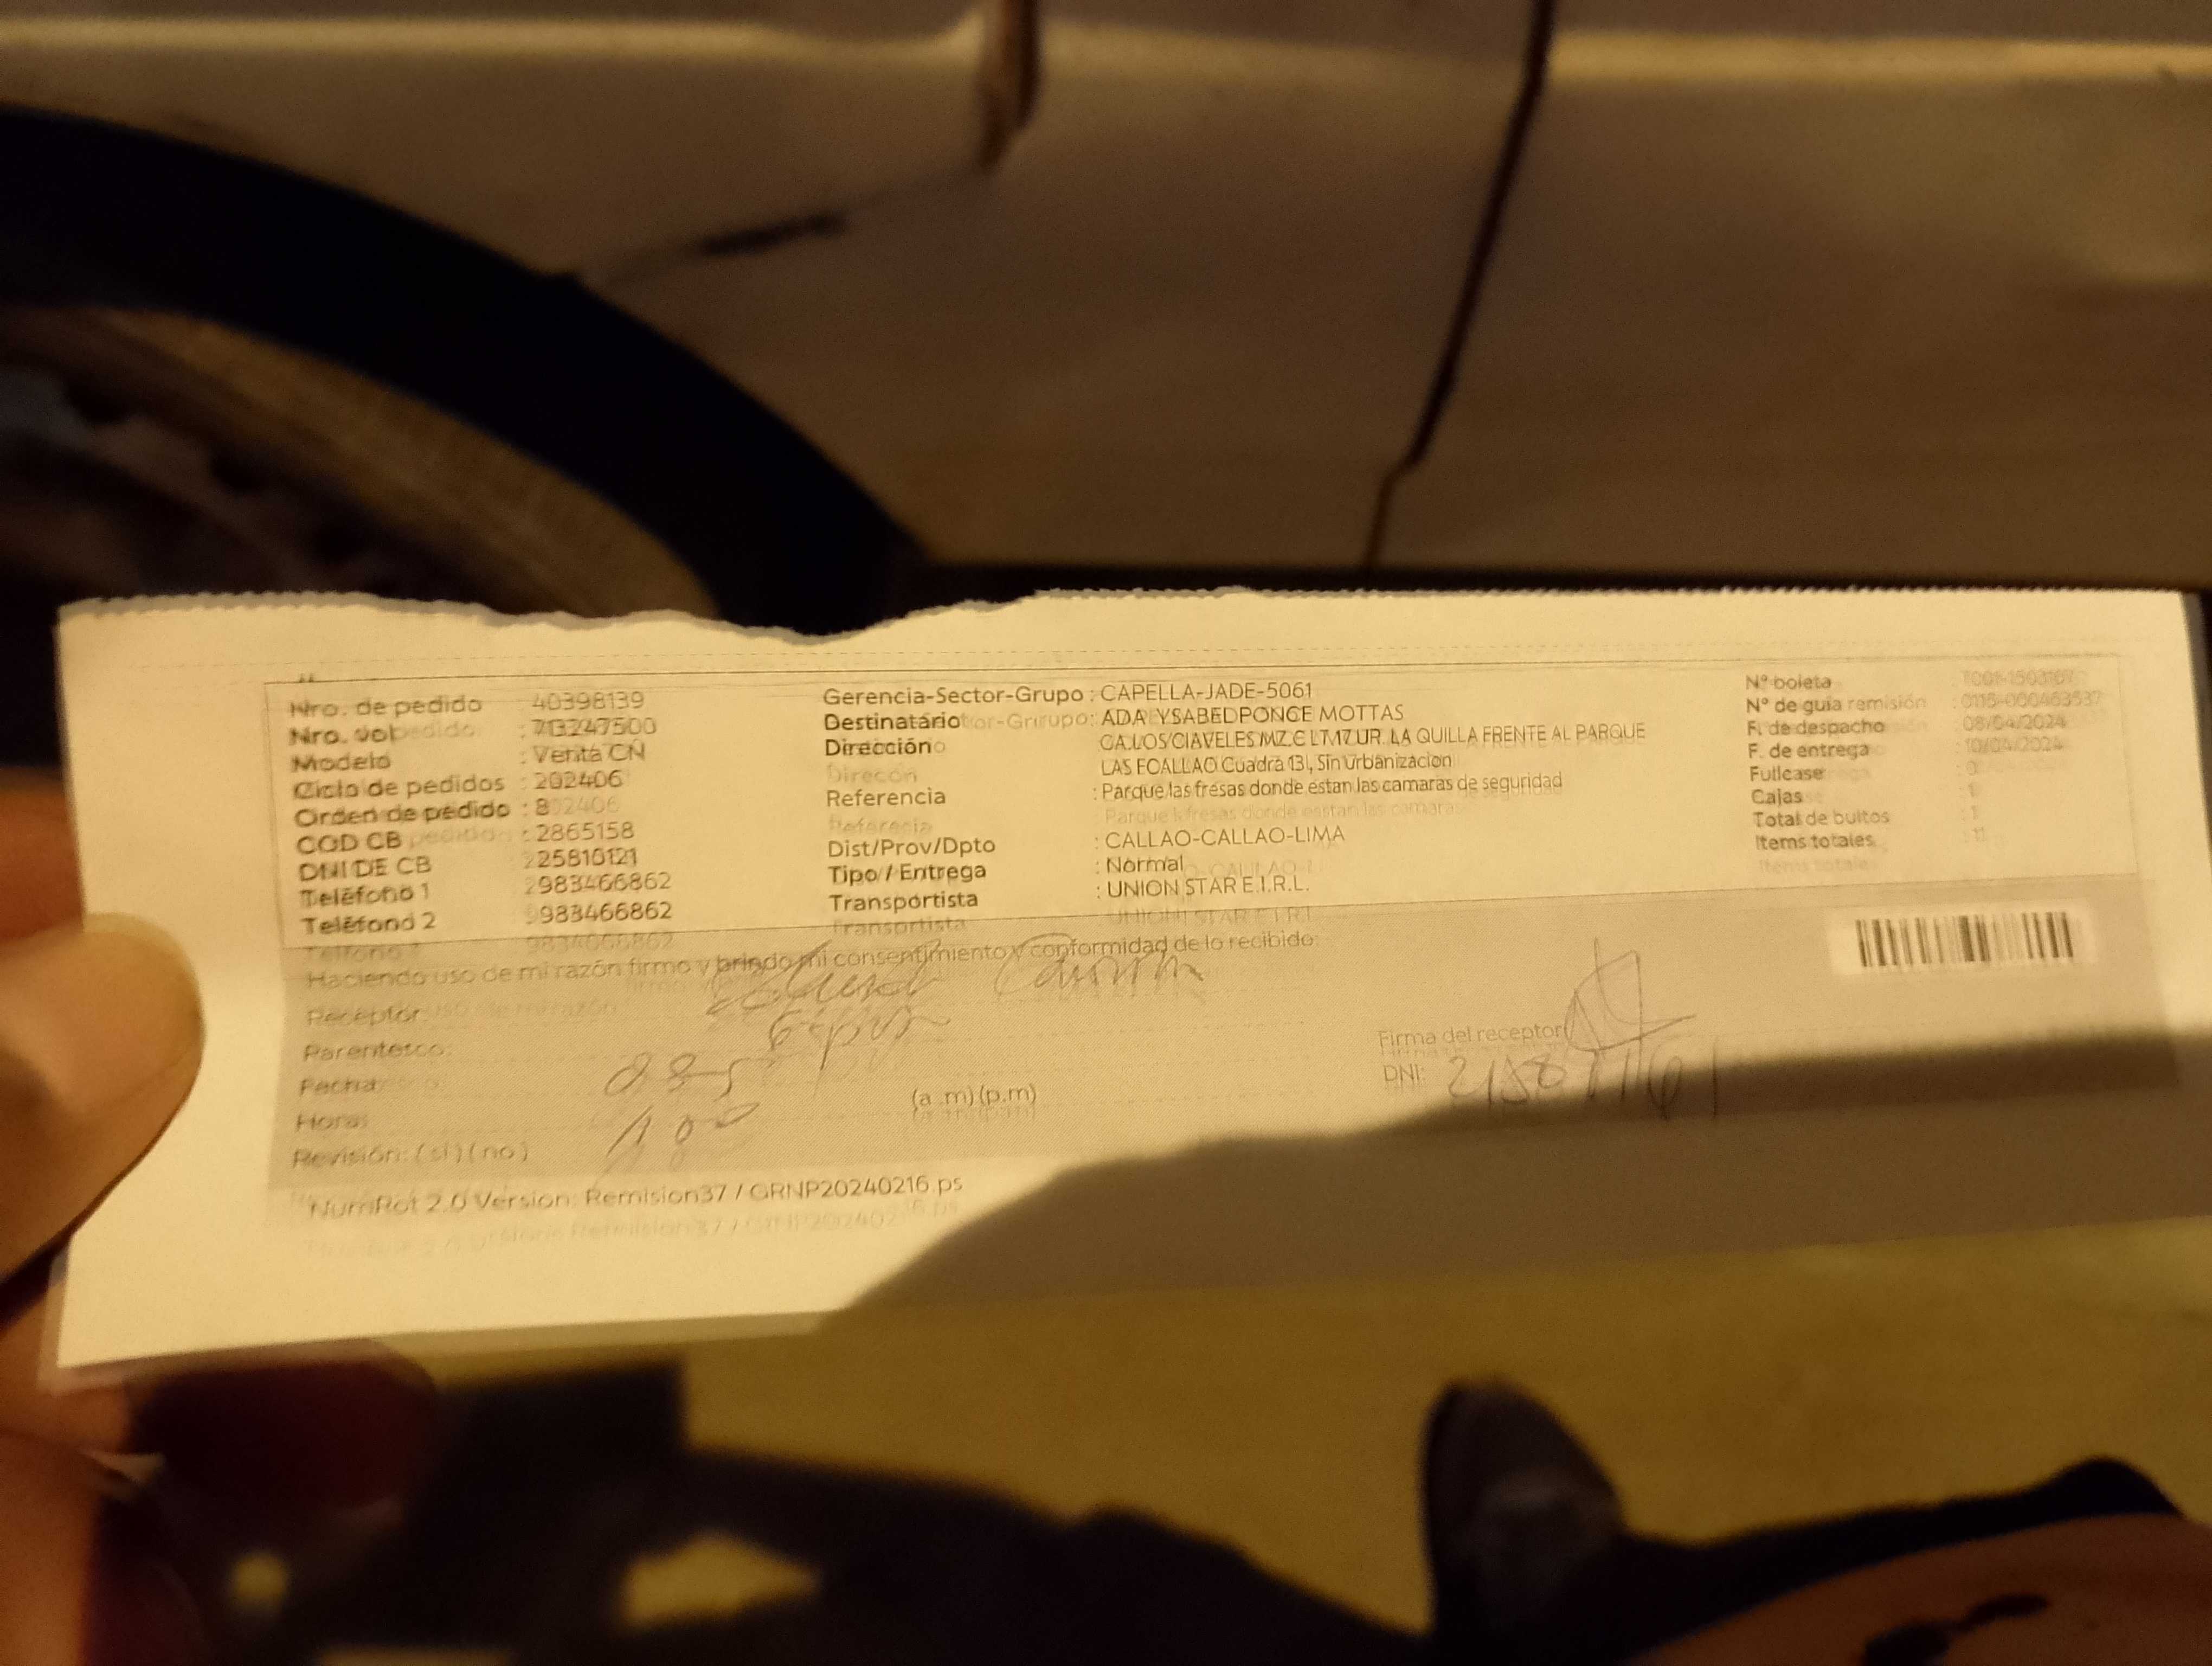 Nro. de pedido : 40398139
Nro. vol : 713247500
Modelo : Venta CN
Ciclo de pedidos : 202406
Orden de pedido : 8
COD CB : 2865158
DNI DE CB 25810121
Teléfono 1 983466862
Teléfono 2 983466862
Gerencia-Sector-Grupo : CAPELLA-JADE-5061
Destinatario : ADA YSABEL PONCE MOTTAS
Dirección CA.LOS CIAVELES MZ.C LT.17 UR. LA QUILLA FRENTE AL PARQUE
Cuadra 13, Sin Urbanizacion
Referencia : Parque las fresas donde estan las camaras de seguridad
Dist/Prov/Dpto : CALLAO-CALLAO-LIMA
Tipo / Entrega : Normal
Transportista : UNION STAR E.I.R.L.
N° boleta
N° de guía remisión
F. de despacho : 08/04/2024
F. de entrega : 10/04/2024
Fullcase : 0
Cajas
Total de bultos : 1
Items totales : 11
Haciendo uso de mi razón firmo y brindo mi consentimiento y conformidad de lo recibido:
Receptor:
Parentesco:
Fecha:
Hora: (a.m) (p.m)
Revisión: (si) (no)
Firma del receptor
DNI:
NumRot 2.0 Version: Remision37 / GRNP20240216.ps